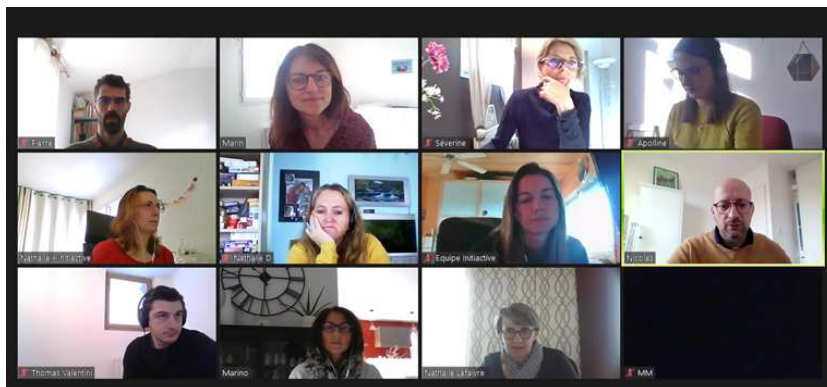 Pierre
Marin
Séverine
Apolline
Nathalie F Initiactive
Nathalie D
Equipe Initiactive
Nicolas
Thomas Valentini
Marino
Nathalie Lefaivre
MM